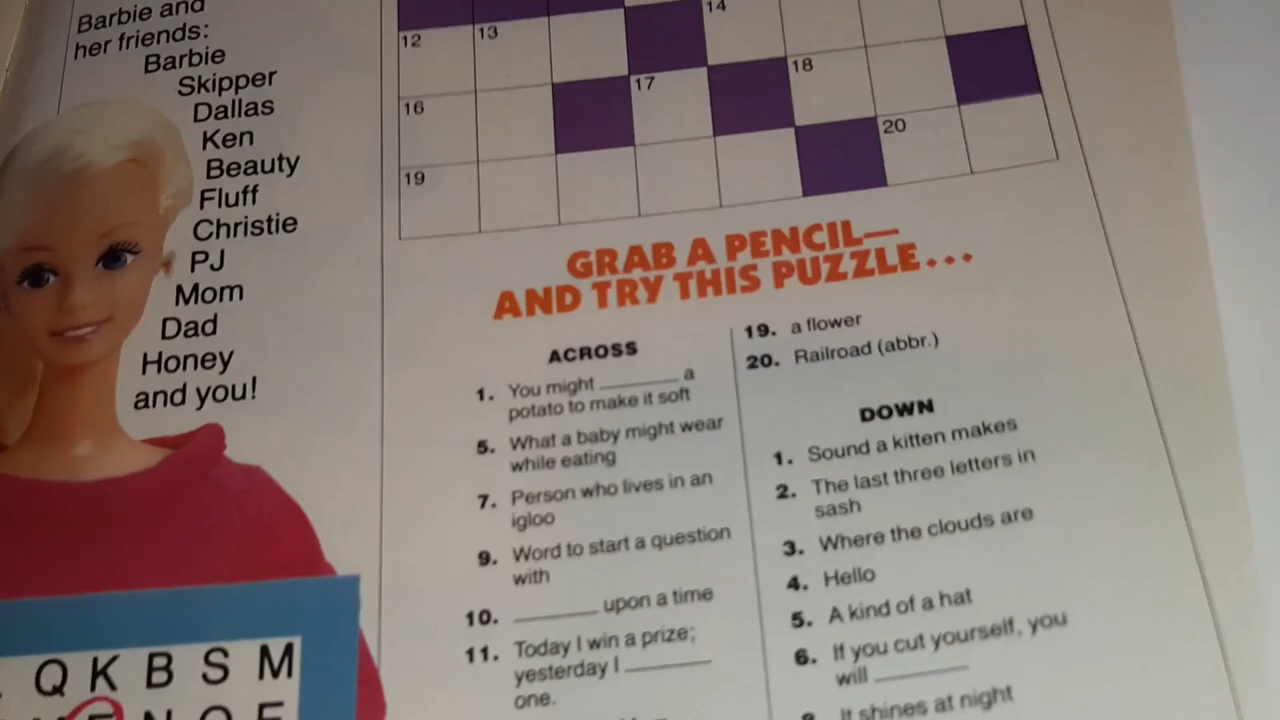 Barbie and
her friends:
Barbie
Skipper
Dallas
Ken
Beauty
Fluff
Christie
PJ
Mom
Dad
Honey
and you!
Q K B S M
N O E
12 13 14
16 17 18
19 20
GRAB A PENCIL—
AND TRY THIS PUZZLE...
ACROSS
1. You might ______ a
potato to make it soft
5. What a baby might wear
while eating
7. Person who lives in an
igloo
9. Word to start a question
with
10. ______ upon a time
11. Today I win a prize;
yesterday I ______
one.
19. a flower
20. Railroad (abbr.)
DOWN
1. Sound a kitten makes
2. The last three letters in
sash
3. Where the clouds are
4. Hello
5. A kind of a hat
6. If you cut yourself, you
will ______
It shines at night